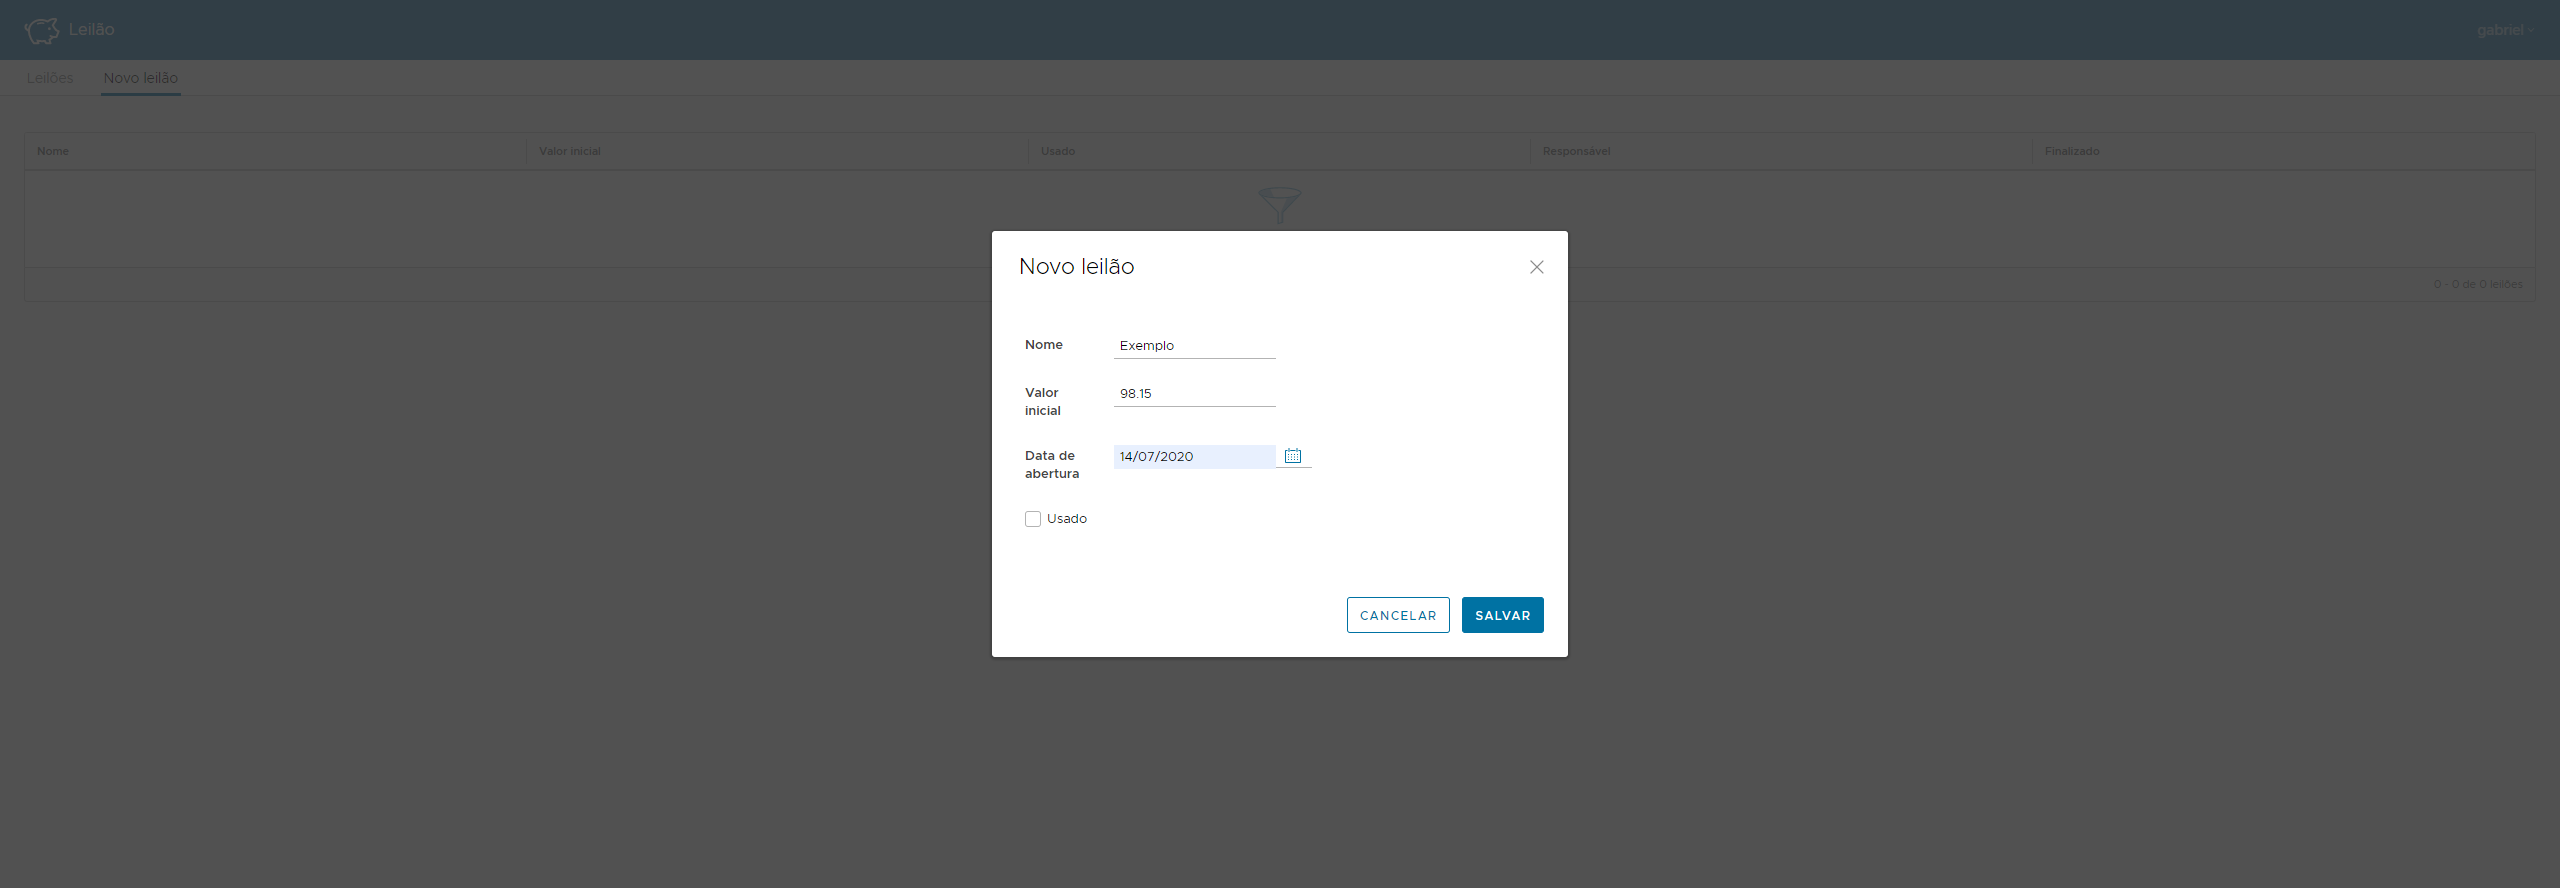 Leilão
gabriel
Leilões Novo leilão
Nome Valor inicial Usado Responsável Finalizado
0 - 0 de 0 leilões
Novo leilão
Nome Exemplo
Valor inicial 98.15
Data de abertura 14/07/2020
Usado
CANCELAR SALVAR